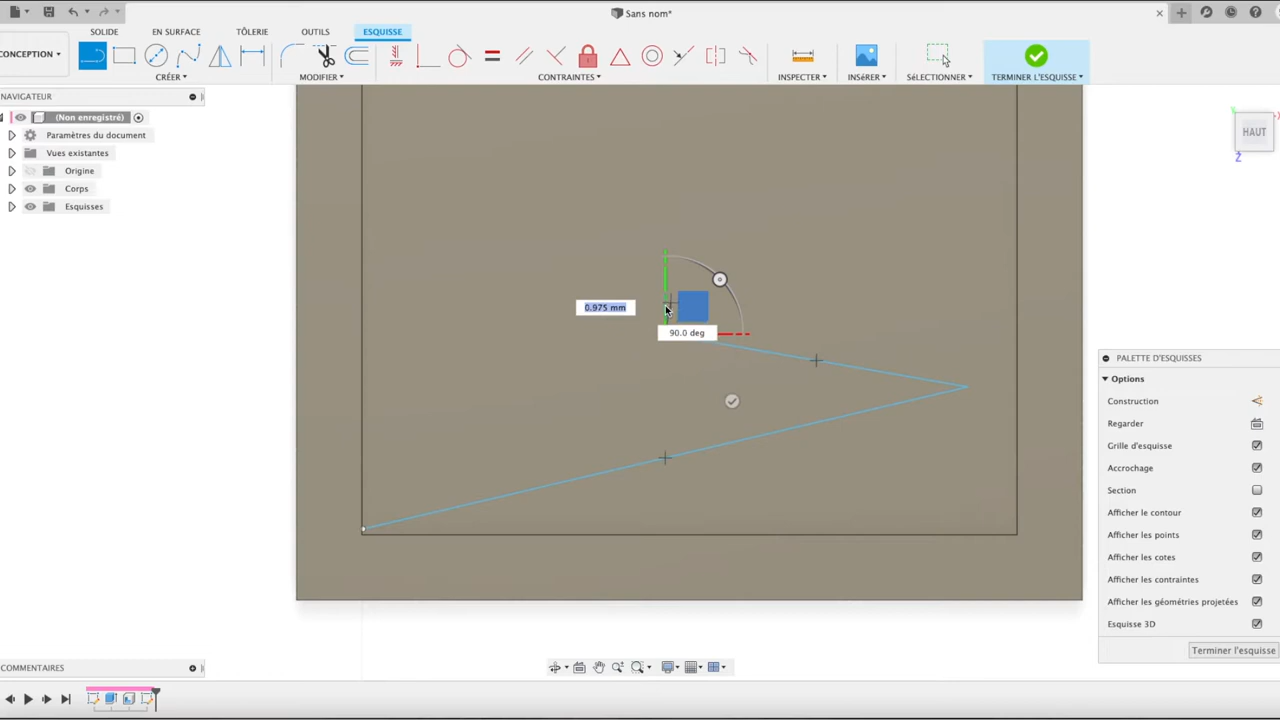 Sans nom*
SOLIDE EN SURFACE TÔLERIE OUTILS ESQUISSE
CONCEPTION
CRÉER MODIFIER CONTRAINTES INSPECTER INSÉRER SÉLECTIONNER TERMINER L'ESQUISSE
NAVIGATEUR
(Non enregistré)
Paramètres du document
Vues existantes
Origine
Corps
Esquisses
HAUT
Z
0.975 mm
90.0 deg
PALETTE D'ESQUISSES
Options
Construction
Regarder
Grille d'esquisse
Accrochage
Section
Afficher le contour
Afficher les points
Afficher les cotes
Afficher les contraintes
Afficher les géométries projetées
Esquisse 3D
Terminer l'esquisse
COMMENTAIRES